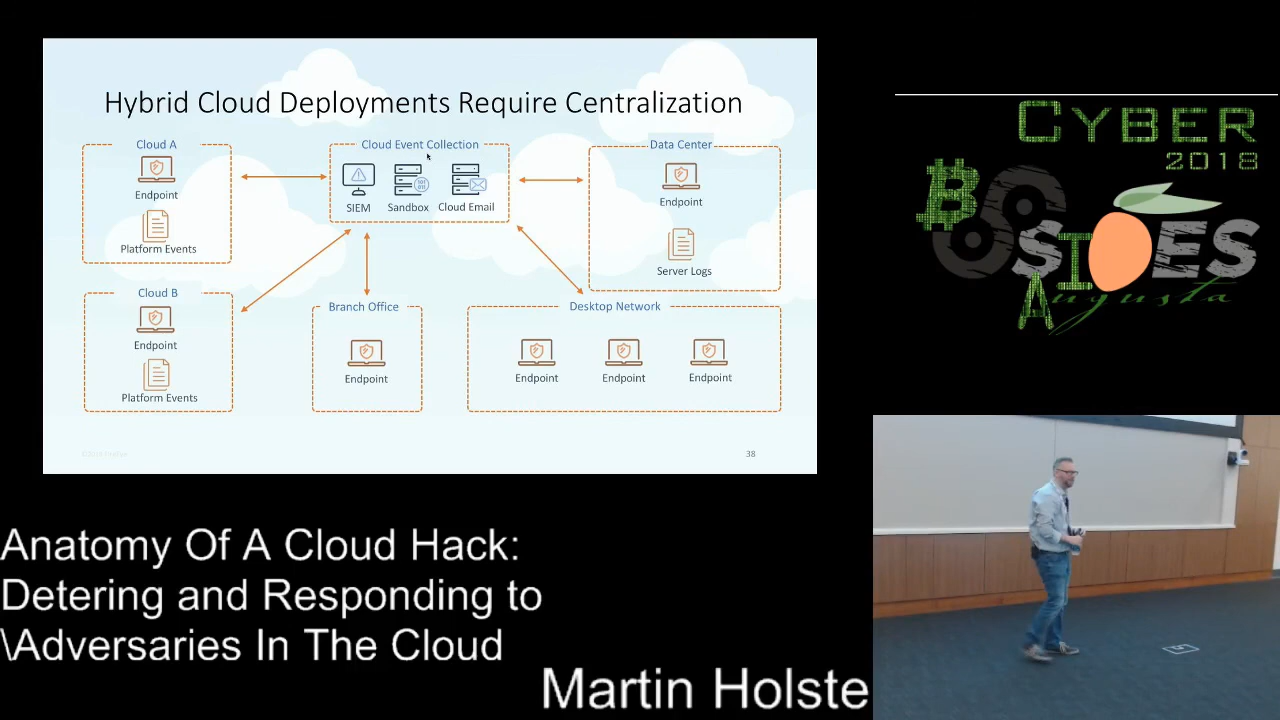 Hybrid Cloud Deployments Require Centralization
Cloud A
Endpoint
Platform Events
Cloud Event Collection
SIEM
Sandbox
Cloud Email
Data Center
Endpoint
Server Logs
Cloud B
Endpoint
Platform Events
Branch Office
Endpoint
Desktop Network
Endpoint
Endpoint
Endpoint
38
CYBER
2018
BSIDES
Augusta
Anatomy Of A Cloud Hack:
Detering and Responding to
\Adversaries In The Cloud
Martin Holste